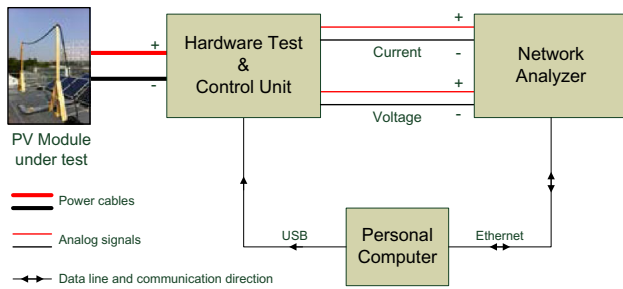 +
-
Hardware Test
&
Control Unit
+
Current
-
+
Voltage
-
Network
Analyzer
PV Module
under test
Power cables
Analog signals
Data line and communication direction
USB
Personal
Computer
Ethernet